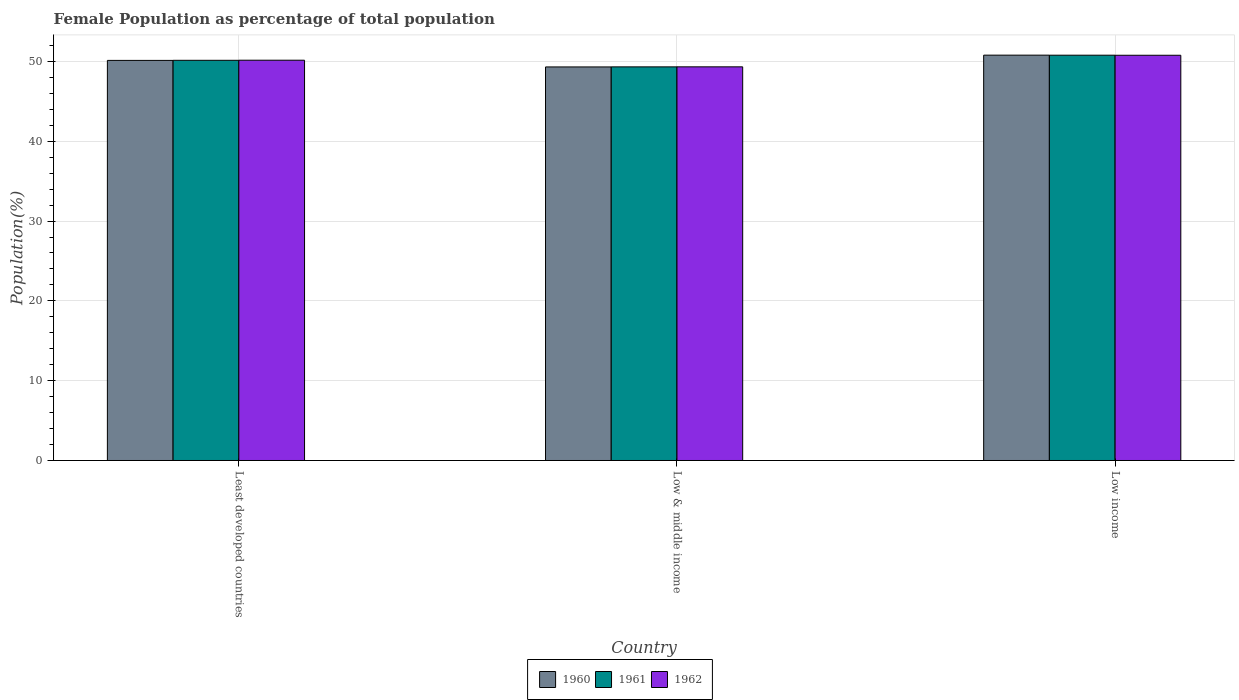 Female Population as percentage of total population
Population(%)
50
40
30
20
10
0
Least developed countries
Low & middle income
Low income
Country
1960
1961
1962